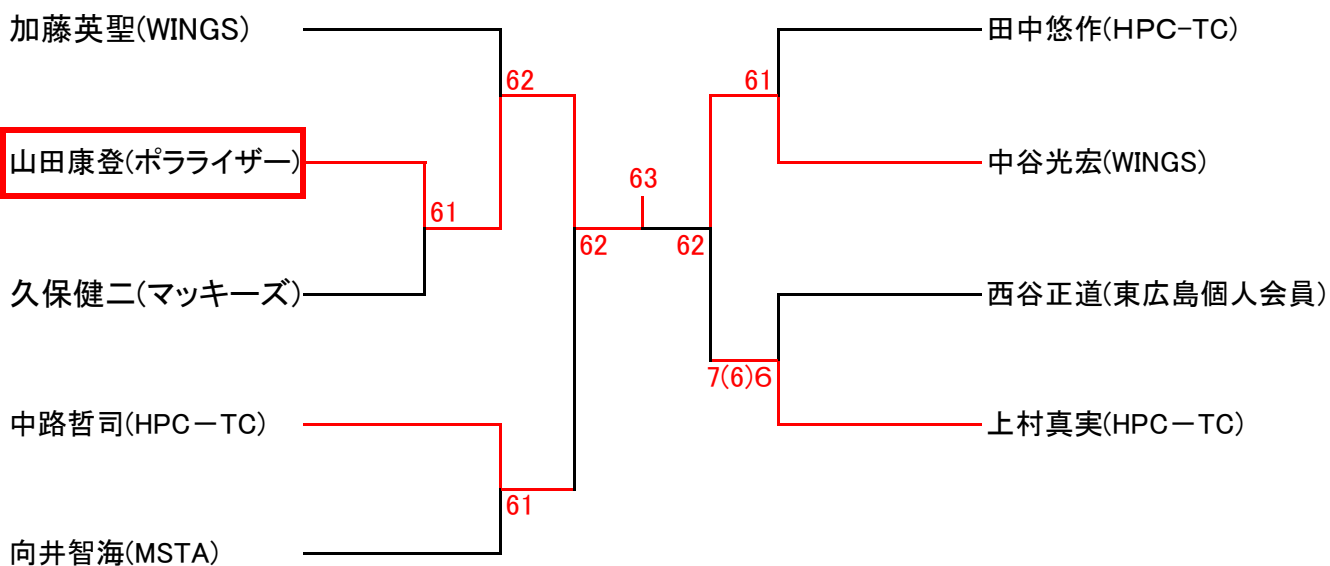 加藤英聖(WINGS)
62
山田康登(ポラライザー)
61
久保健二(マッキーズ)
62
中路哲司(HPC－TC)
61
向井智海(MSTA)
63
田中悠作(HPC-TC)
61
中谷光宏(WINGS)
62
西谷正道(東広島個人会員)
7(6)6
上村真実(HPC－TC)